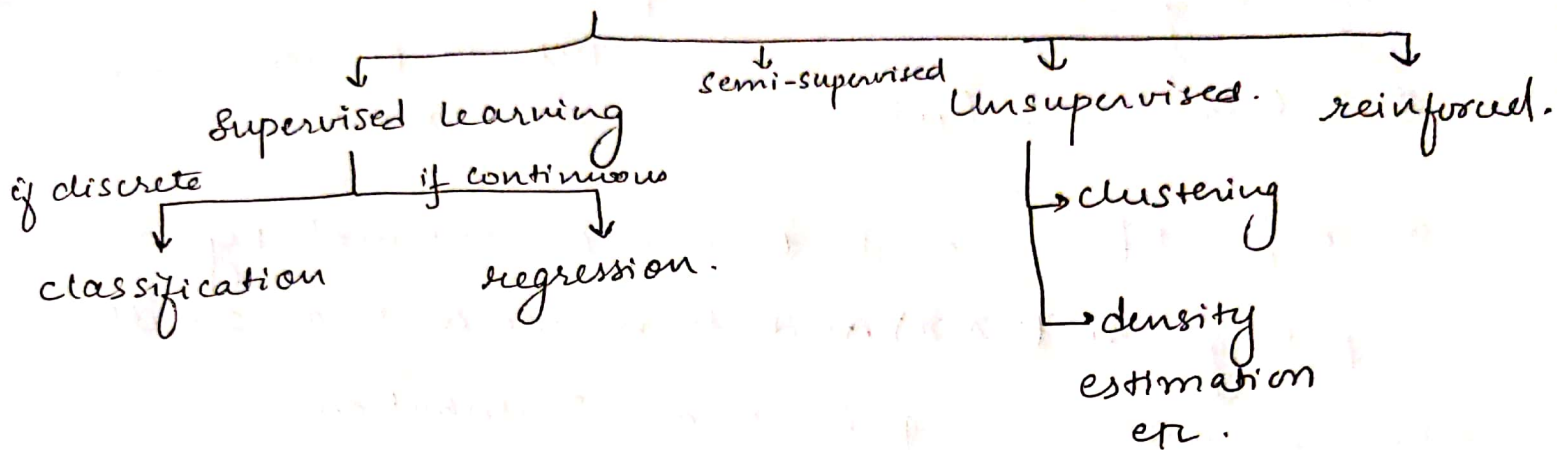 Supervised Learning
semi-supervised
Unsupervised.
reinforced.
if discrete
if continuous
classification
regression.
clustering
density
estimation
etc.